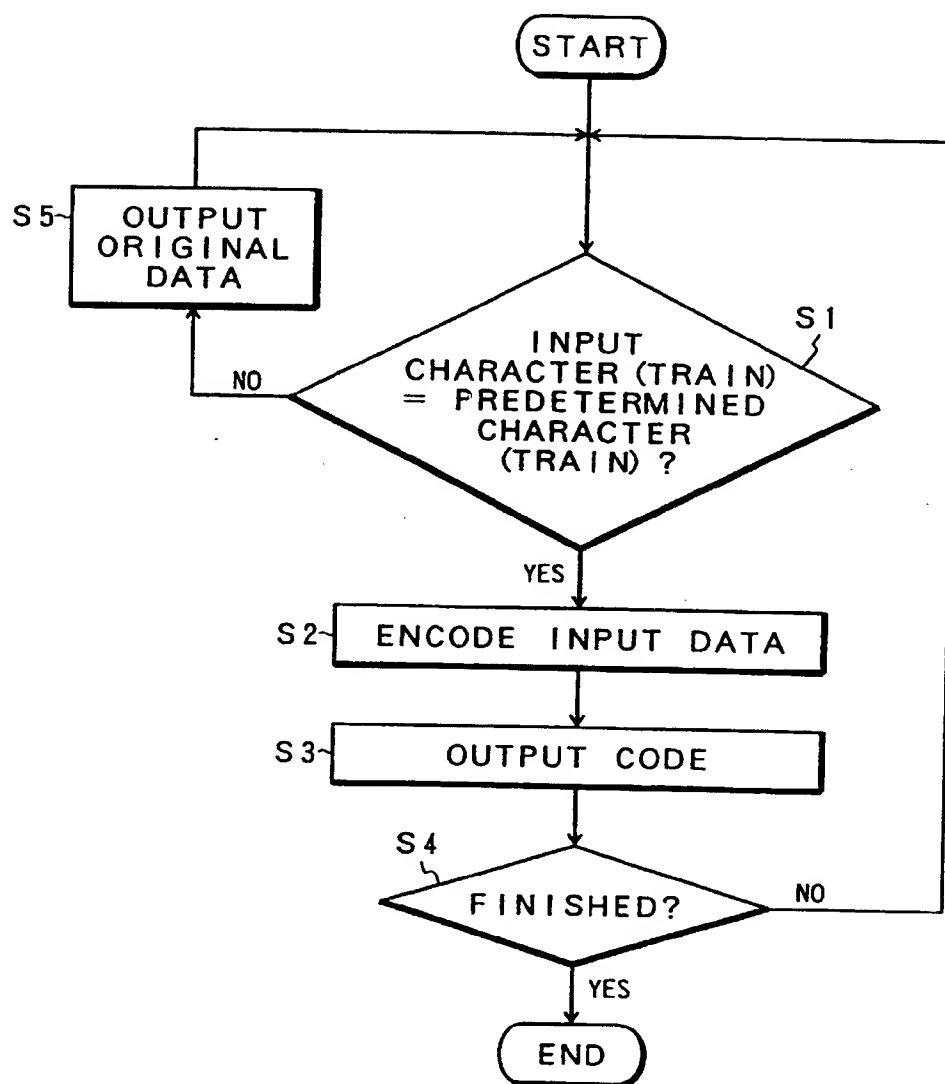 START
S5
OUTPUT
ORIGINAL
DATA
S1
INPUT
CHARACTER (TRAIN)
= PREDETERMINED
CHARACTER
(TRAIN) ?
NO
YES
S2
ENCODE INPUT DATA
S3
OUTPUT CODE
S4
FINISHED?
NO
YES
END